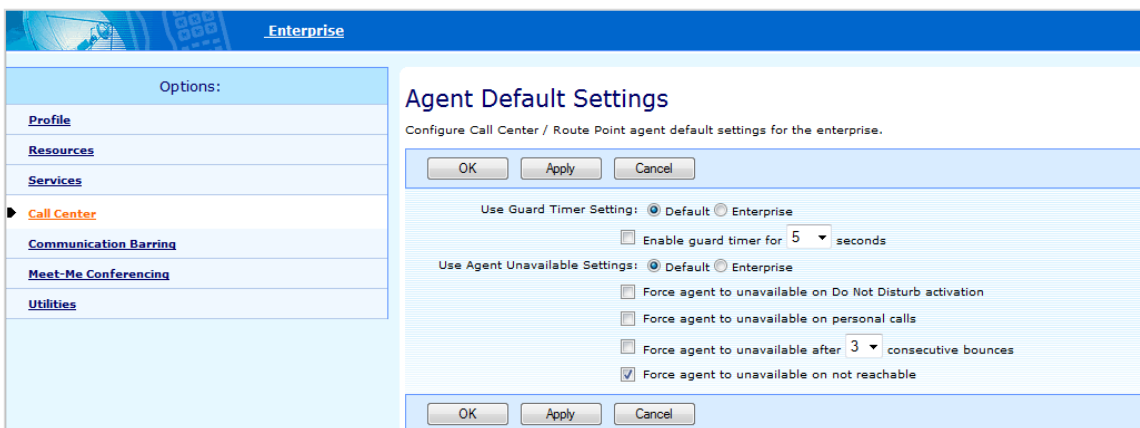 Enterprise
Options:
Profile
Resources
Services
Call Center
Communication Barring
Meet-Me Conferencing
Utilities
Agent Default Settings
Configure Call Center / Route Point agent default settings for the enterprise.
OK Apply Cancel
Use Guard Timer Setting: Default Enterprise
Enable guard timer for 5 seconds
Use Agent Unavailable Settings: Default Enterprise
Force agent to unavailable on Do Not Disturb activation
Force agent to unavailable on personal calls
Force agent to unavailable after 3 consecutive bounces
Force agent to unavailable on not reachable
OK Apply Cancel